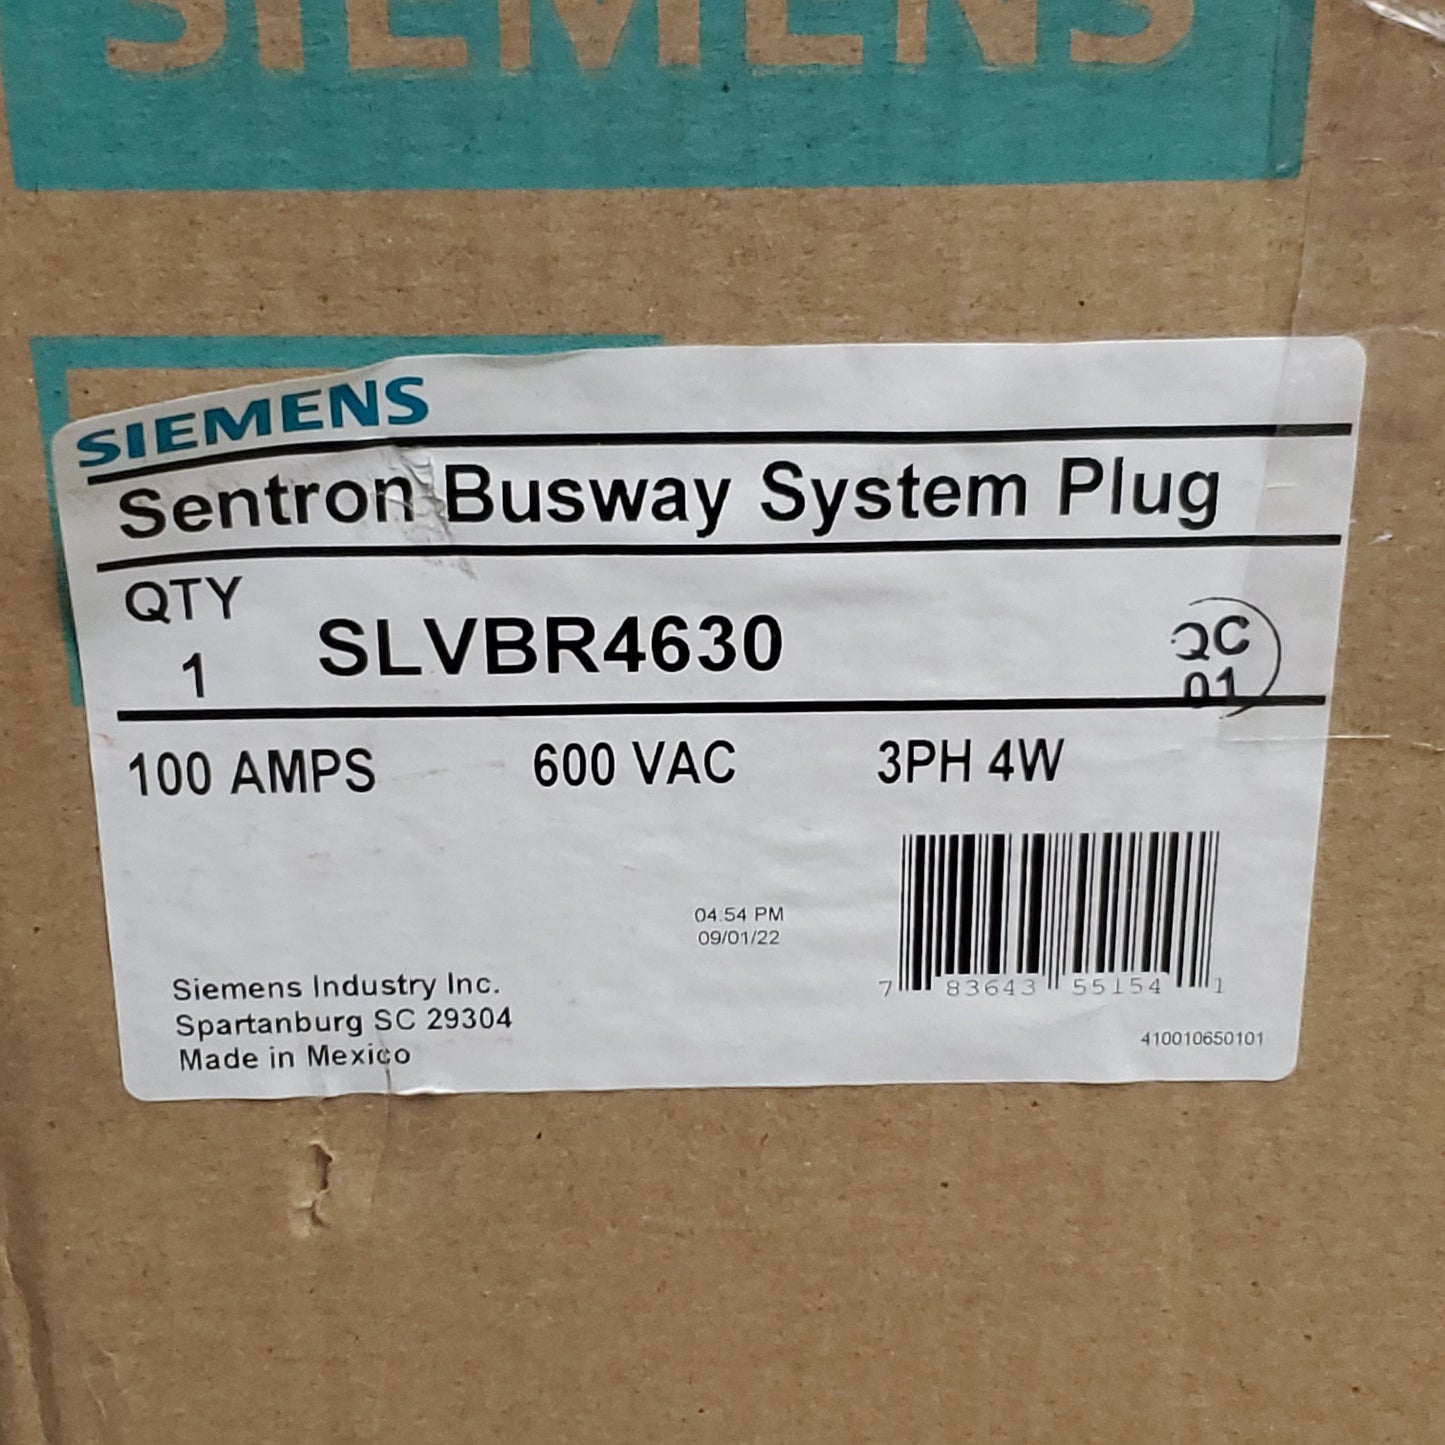 SIEMENS
SIEMENS
Sentron Busway System Plug
QTY
1
SLVBR4630
QC
01
100 AMPS 600 VAC 3PH 4W
04:54 PM
09/01/22
7 83643 55154 1
410010650101
Siemens Industry Inc.
Spartanburg SC 29304
Made in Mexico